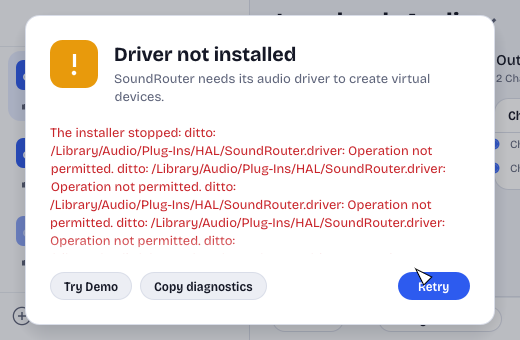 Driver not installed
SoundRouter needs its audio driver to create virtual
devices.
The installer stopped: ditto:
/Library/Audio/Plug-Ins/HAL/SoundRouter.driver: Operation not
permitted. ditto: /Library/Audio/Plug-Ins/HAL/SoundRouter.driver:
Operation not permitted. ditto:
/Library/Audio/Plug-Ins/HAL/SoundRouter.driver: Operation not
permitted. ditto: /Library/Audio/Plug-Ins/HAL/SoundRouter.driver:
Operation not permitted. ditto:
Try Demo
Copy diagnostics
Retry
2 Cha